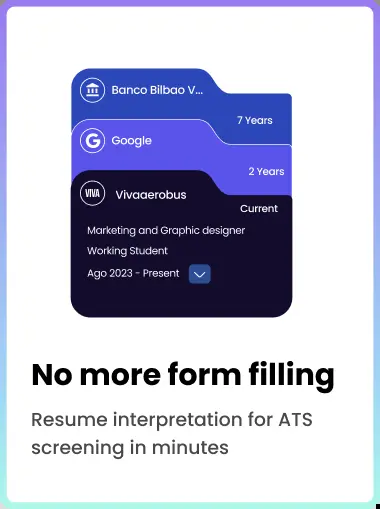 Banco Bilbao V...
7 Years
G Google
2 Years
VIVA Vivaaerobus
Current
Marketing and Graphic designer
Working Student
Ago 2023 - Present
No more form filling
Resume interpretation for ATS
screening in minutes